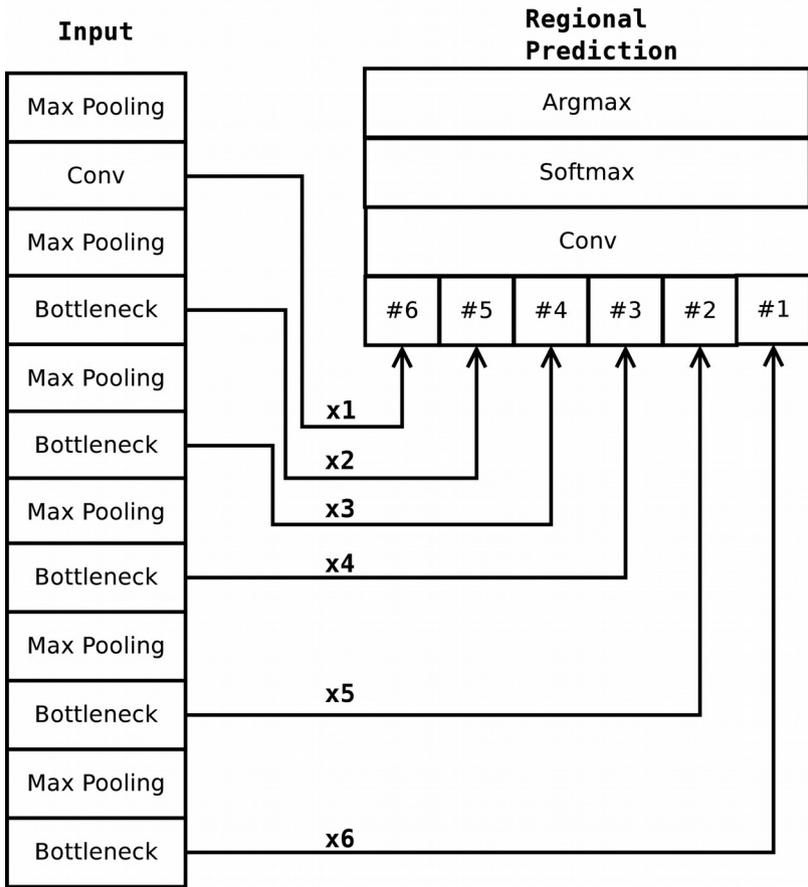 Input
Max Pooling
Conv
Max Pooling
Bottleneck
Max Pooling
Bottleneck
Max Pooling
Bottleneck
Max Pooling
Bottleneck
Max Pooling
Bottleneck
Regional
Prediction
Argmax
Softmax
Conv
#6 #5 #4 #3 #2 #1
x1
x2
x3
x4
x5
x6